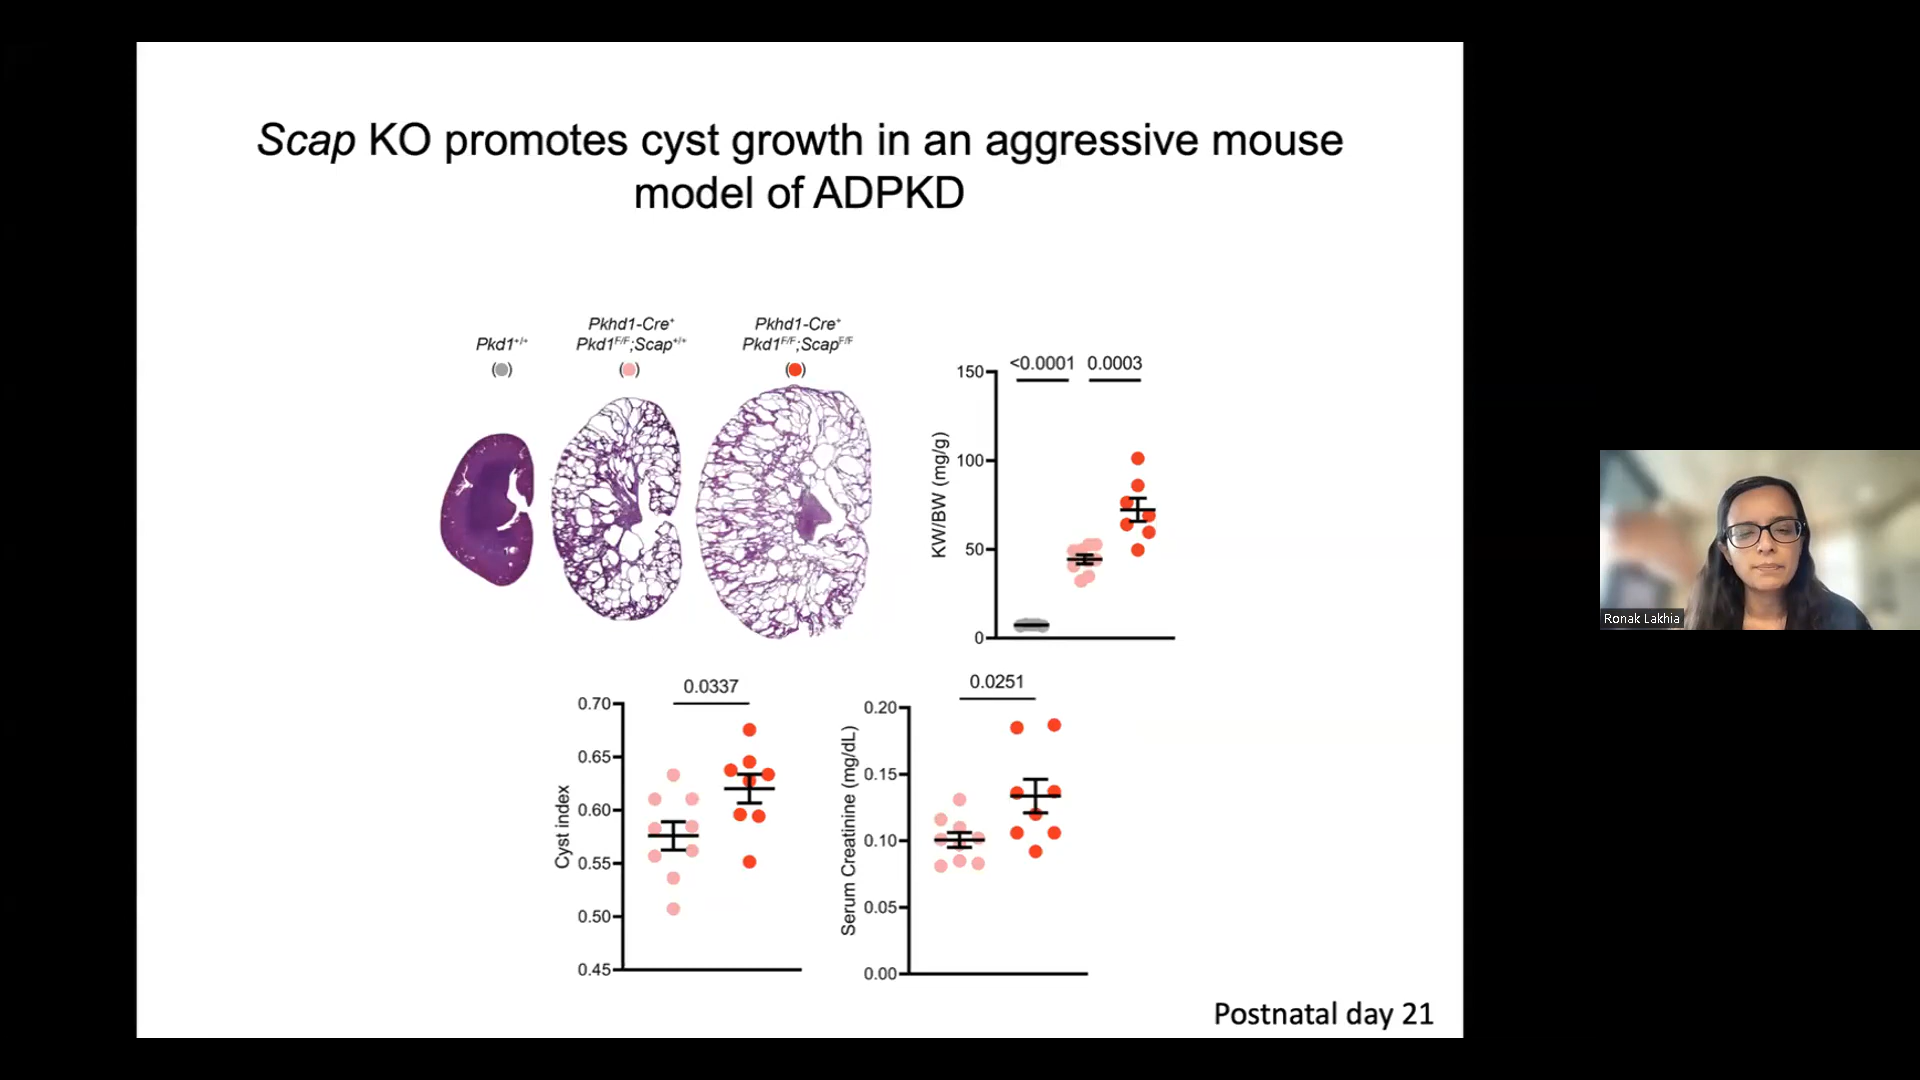 Scap KO promotes cyst growth in an aggressive mouse
model of ADPKD
Pkd1+/+
Pkhd1-Cre+
Pkd1F/F;Scap+/+
Pkhd1-Cre+
Pkd1F/F;ScapF/F
<0.0001 0.0003
KW/BW (mg/g)
150
100
50
0
0.0337
Cyst index
0.70
0.65
0.60
0.55
0.50
0.45
0.0251
Serum Creatinine (mg/dL)
0.20
0.15
0.10
0.05
0.00
Postnatal day 21
Ronak Lakhia